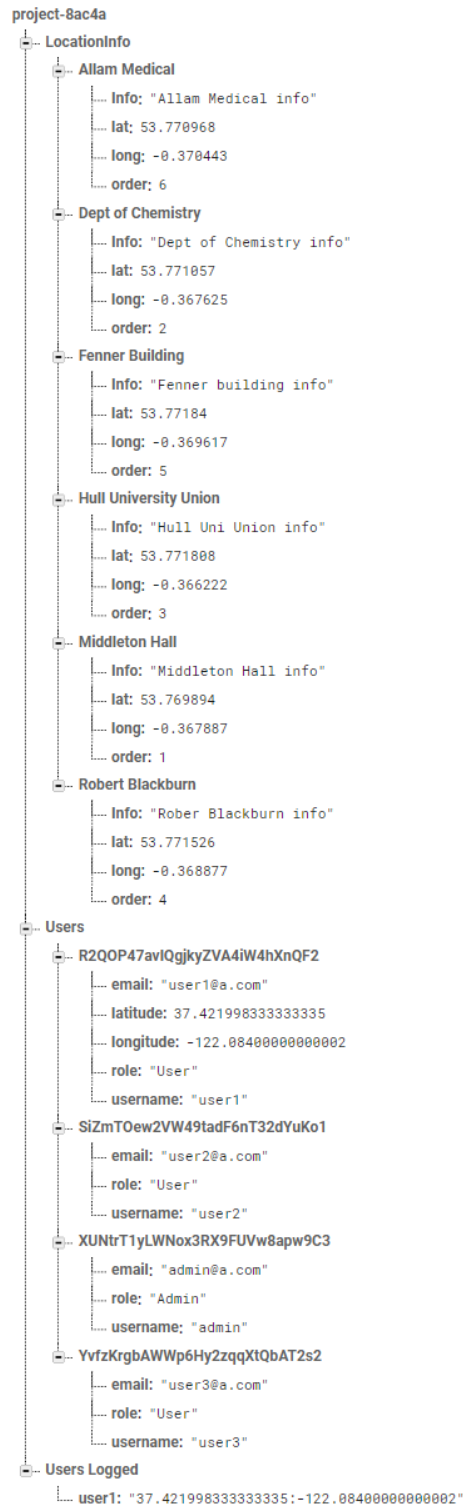 project-8ac4a
LocationInfo
Allam Medical
Info: "Allam Medical info"
lat: 53.770968
long: -0.370443
order: 6
Dept of Chemistry
Info: "Dept of Chemistry info"
lat: 53.771057
long: -0.367625
order: 2
Fenner Building
Info: "Fenner building info"
lat: 53.77184
long: -0.369617
order: 5
Hull University Union
Info: "Hull Uni Union info"
lat: 53.771808
long: -0.366222
order: 3
Middleton Hall
Info: "Middleton Hall info"
lat: 53.769894
long: -0.367887
order: 1
Robert Blackburn
Info: "Rober Blackburn info"
lat: 53.771526
long: -0.368877
order: 4
Users
R2QOP47avIQgjkyZVA4iW4hXnQF2
email: "user1@a.com"
latitude: 37.421998333333335
longitude: -122.08400000000002
role: "User"
username: "user1"
SiZmTOew2VW49tadF6nT32dYuKo1
email: "user2@a.com"
role: "User"
username: "user2"
XUNtrT1yLWNox3RX9FUVw8apw9C3
email: "admin@a.com"
role: "Admin"
username: "admin"
YvfzKrgbAWWp6Hy2zqqXtQbAT2s2
email: "user3@a.com"
role: "User"
username: "user3"
Users Logged
user1: "37.421998333333335:-122.08400000000002"